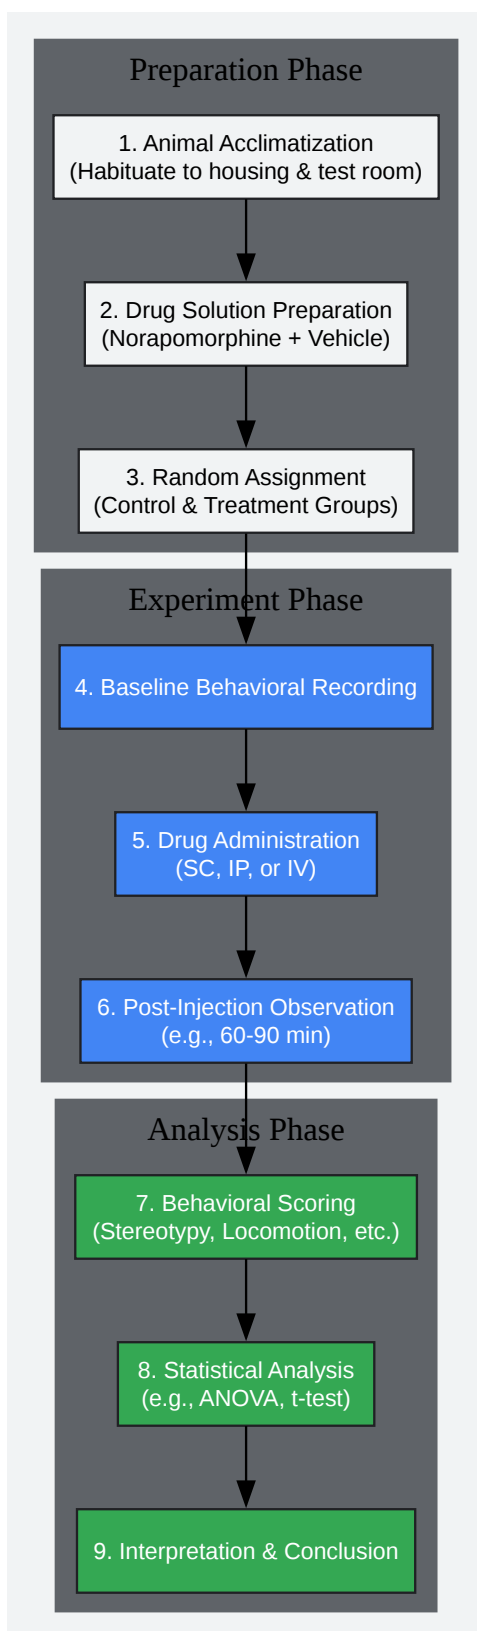 Preparation Phase
1. Animal Acclimatization
(Habituate to housing & test room)
2. Drug Solution Preparation
(Norapomorphine + Vehicle)
3. Random Assignment
(Control & Treatment Groups)
Experiment Phase
4. Baseline Behavioral Recording
5. Drug Administration
(SC, IP, or IV)
6. Post-Injection Observation
(e.g., 60-90 min)
Analysis Phase
7. Behavioral Scoring
(Stereotypy, Locomotion, etc.)
8. Statistical Analysis
(e.g., ANOVA, t-test)
9. Interpretation & Conclusion